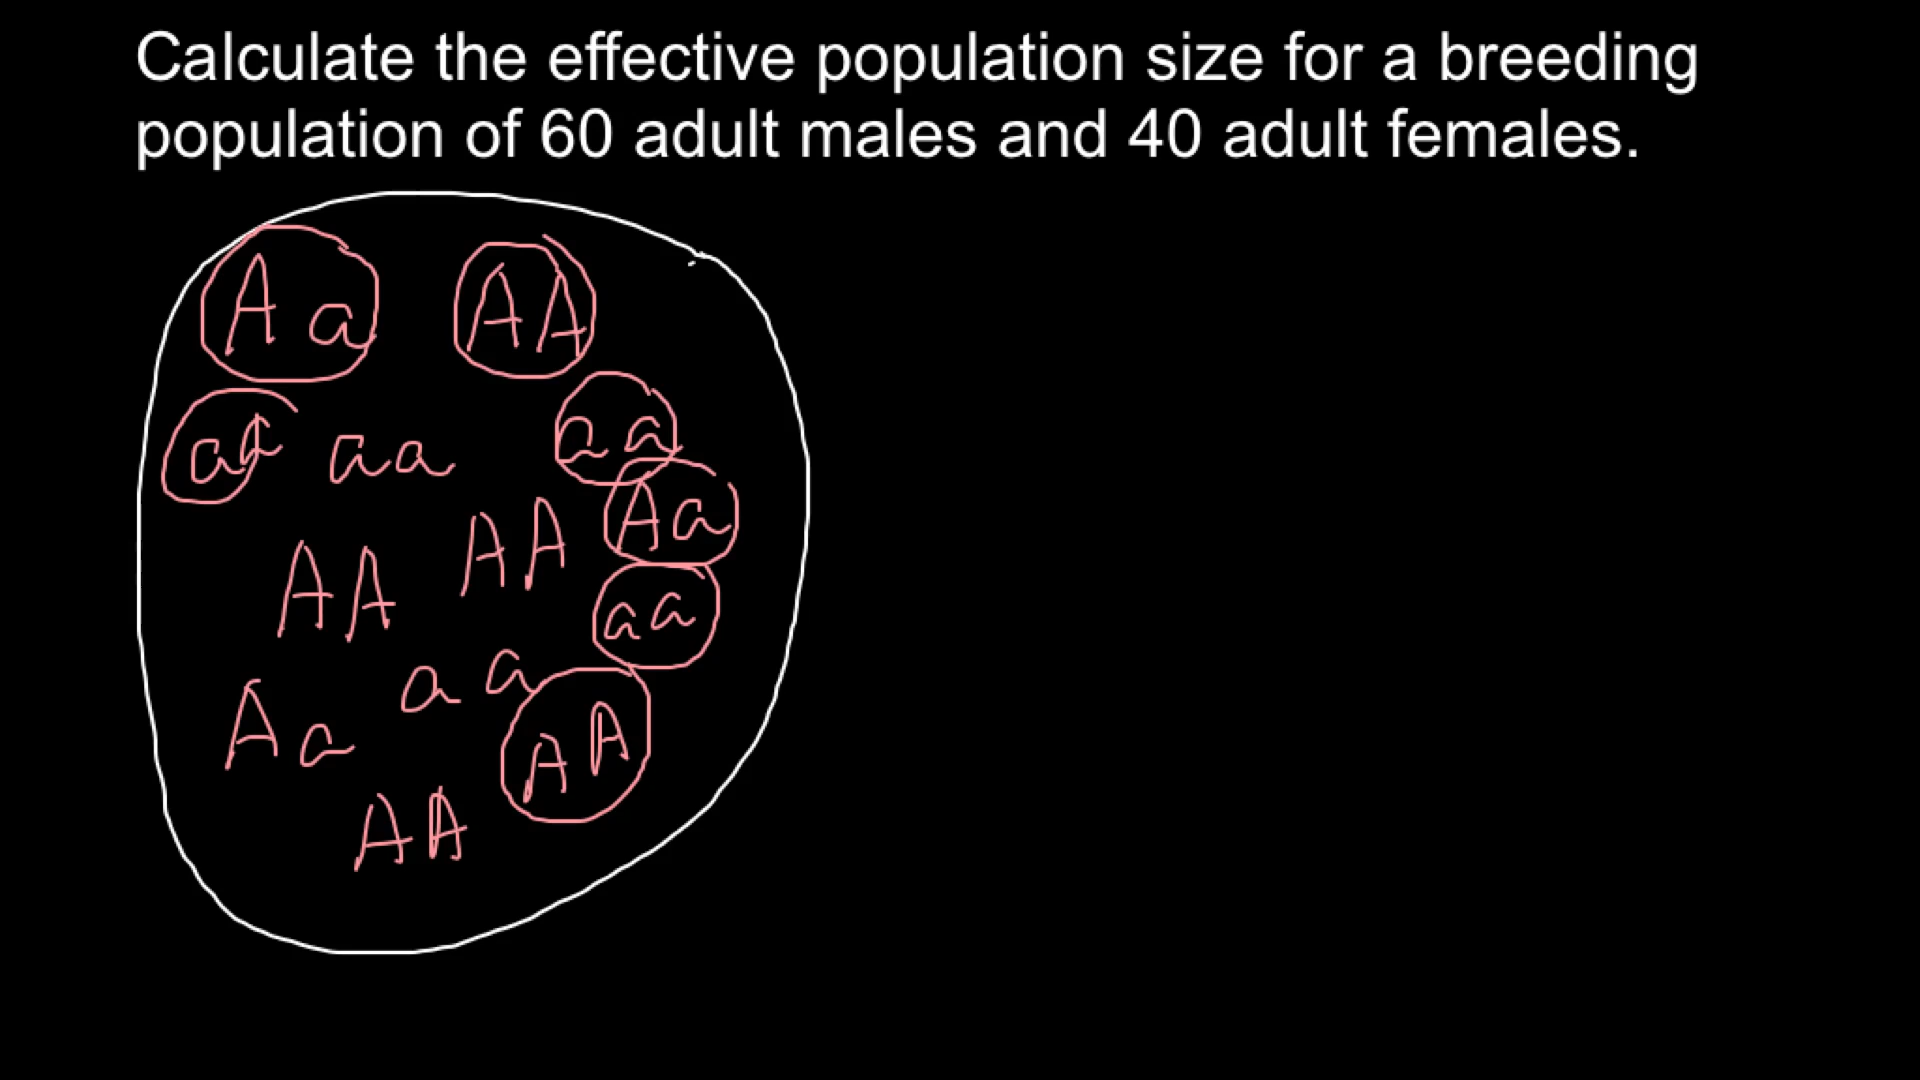 Calculate the effective population size for a breeding
population of 60 adult males and 40 adult females.
Aa AA
aa aa aa
AA AA Aa
aa
Aa aa AA
AA